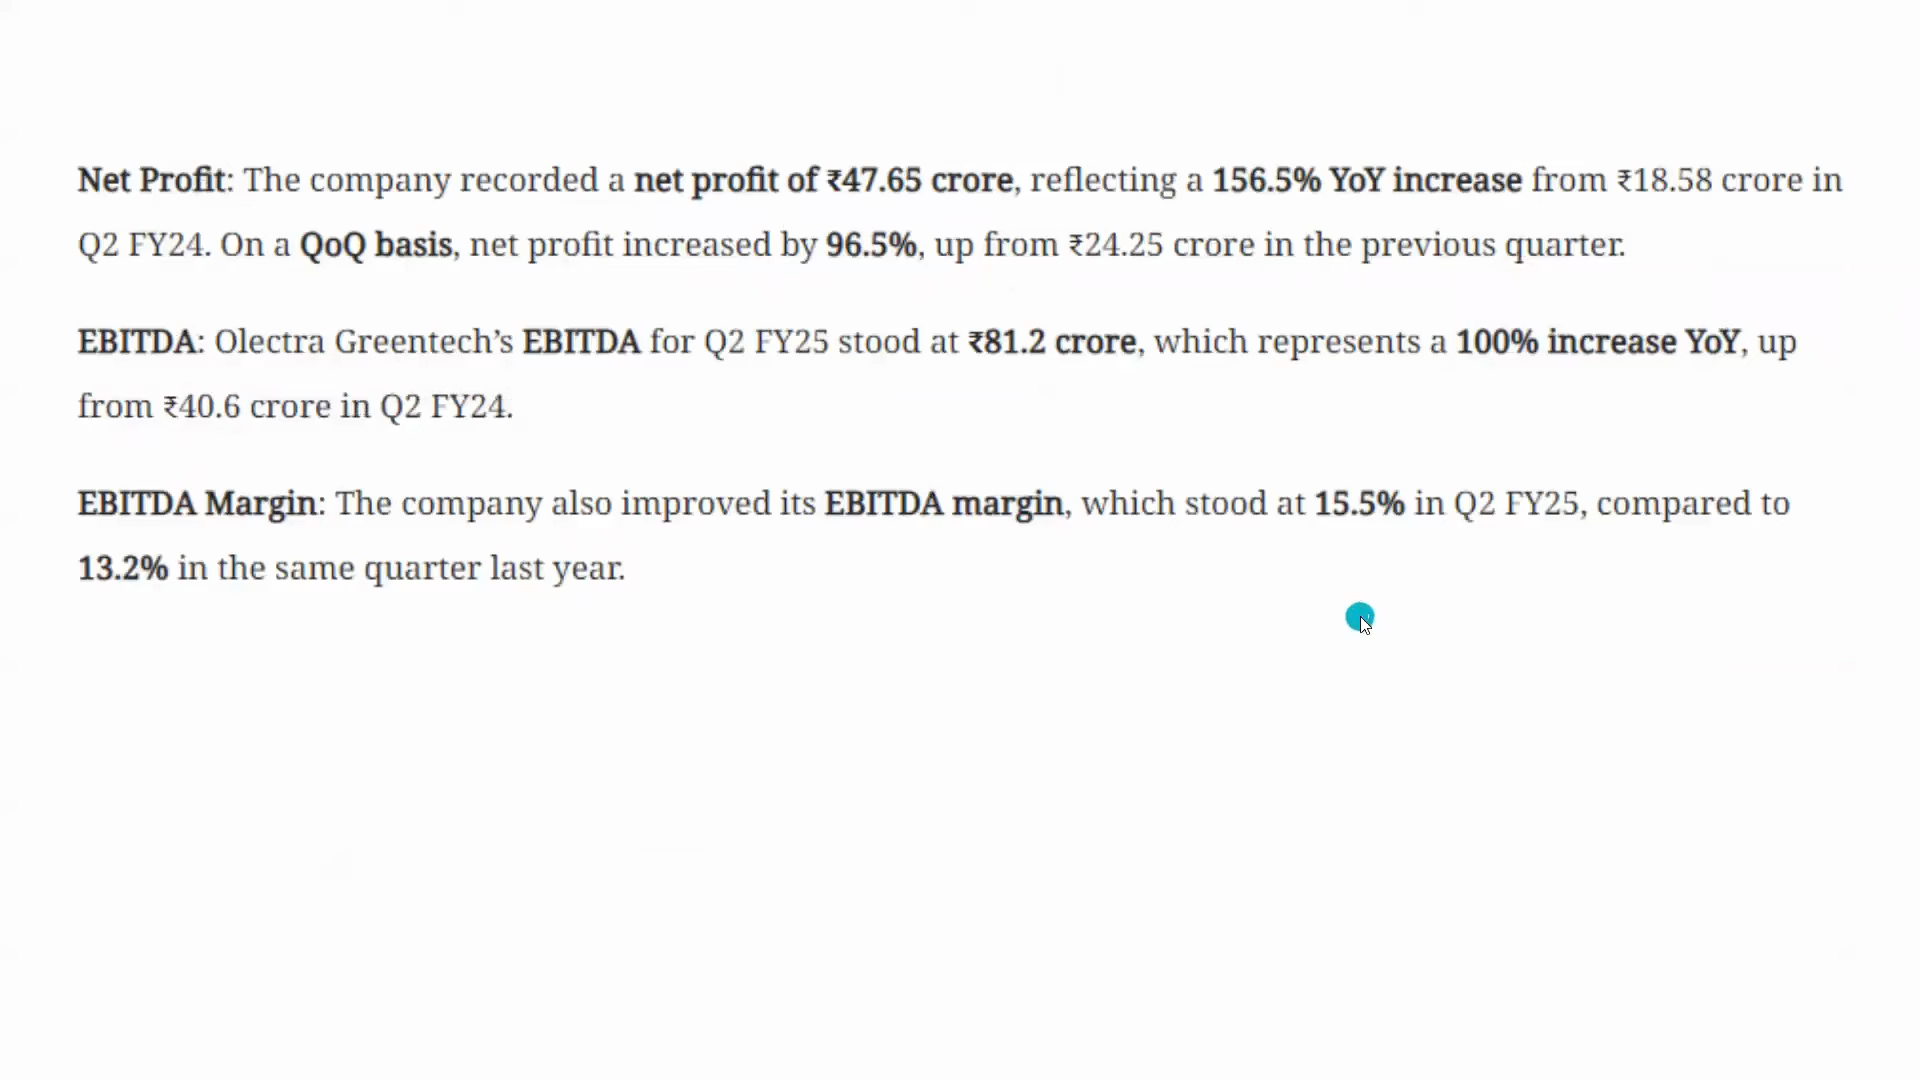 Net Profit: The company recorded a net profit of ₹47.65 crore, reflecting a 156.5% YoY increase from ₹18.58 crore in
Q2 FY24. On a QoQ basis, net profit increased by 96.5%, up from ₹24.25 crore in the previous quarter.
EBITDA: Olectra Greentech’s EBITDA for Q2 FY25 stood at ₹81.2 crore, which represents a 100% increase YoY, up
from ₹40.6 crore in Q2 FY24.
EBITDA Margin: The company also improved its EBITDA margin, which stood at 15.5% in Q2 FY25, compared to
13.2% in the same quarter last year.